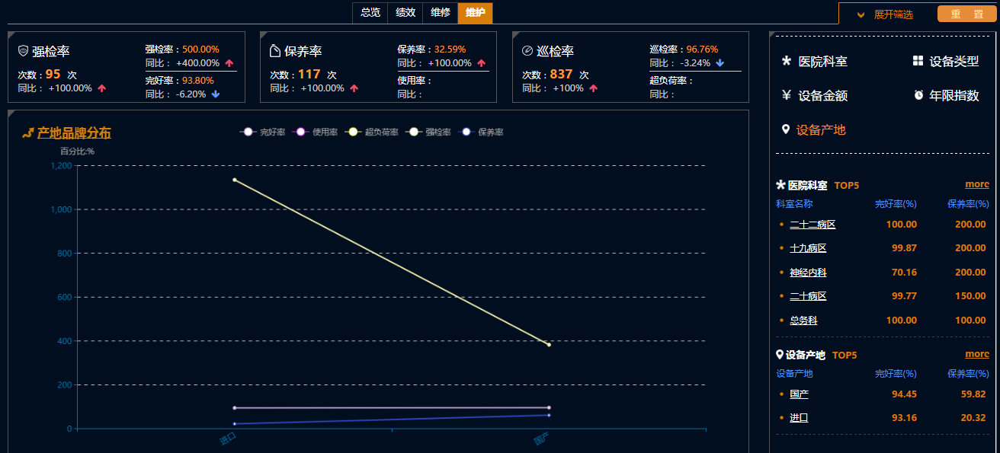 总览 绩效 维修 维护
展开筛选 重 置
强检率
次数：95 次
同比： +100.00%
强检率：500.00%
同比： +400.00%
完好率：93.80%
同比： -6.20%
保养率
次数：117 次
同比： +100.00%
保养率：32.59%
同比： +100.00%
使用率：
同比：
巡检率
次数：837 次
同比： +100%
巡检率：96.76%
同比： -3.24%
超负荷率：
同比：
产地品牌分布
完好率 使用率 超负荷率 强检率 保养率
百分比:%
1,200
1,000
800
600
400
200
0
进口 国产
医院科室 设备类型
¥ 设备金额 年限指数
设备产地
医院科室 TOP5 more
科室名称 完好率(%) 保养率(%)
二十二病区 100.00 200.00
十九病区 99.87 200.00
神经内科 70.16 200.00
二十病区 99.77 150.00
总务科 100.00 100.00
设备产地 TOP5 more
设备产地 完好率(%) 保养率(%)
国产 94.45 59.82
进口 93.16 20.32